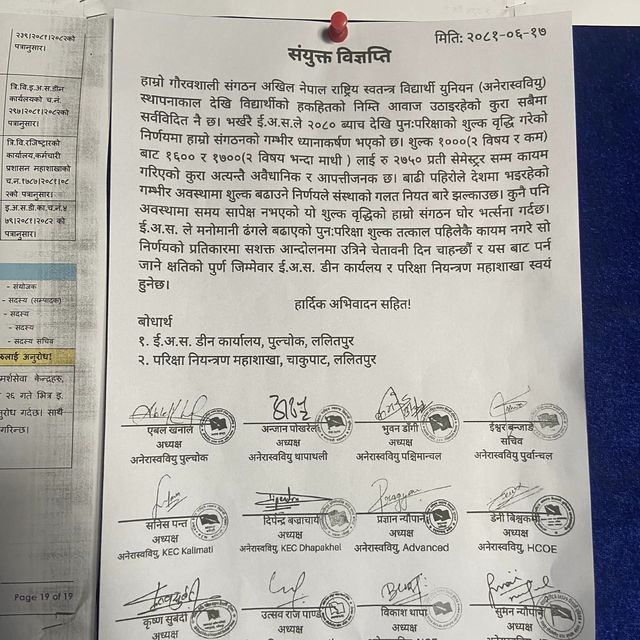 २३९।२०८१।२०८२को
पत्रानुसार।
त्रि.वि.इ.अ.स.डीन
कार्यालयको च.नं.
२९७।२०८१।२०८२को
पत्रानुसार।
त्रि.वि.रजिष्ट्रारको
कार्यालय,कर्मचारी
प्रशासन महाशाखाको
च.नं.१७८७।२०८१।०८
२को पत्रानुसार।
इ.अ.स.डी.का.च.नं.४
७९।२०८१।२०८२ को
पत्रानुसार।
- संयोजक
- सदस्य (सम्पादक)
- सदस्य
- सदस्य
- सदस्य सचिव
रुलाई अनुरोध!
मर्शसेवा केन्द्रहरु,
२६ गते भित्र इ.
नुरोध गर्दछ। साथै
गरिन्छ।
Page 19 of 19
मिति: २०८१-०६-१७
संयुक्त विज्ञप्ति
हाम्रो गौरवशाली संगठन अखिल नेपाल राष्ट्रिय स्वतन्त्र विद्यार्थी युनियन (अनेरास्ववियु)
स्थापनाकाल देखि विद्यार्थीको हकहितको निम्ति आवाज उठाइरहेको कुरा सबैमा
सर्वविदित नै छ। भर्खरै ई.अ.स.ले २०८० ब्याच देखी पुन:परिक्षाको शुल्क वृद्धि गरेको
निर्णयमा हाम्रो संगठनको गम्भीर ध्यानाकर्षण भएको छ। शुल्क १०००(२ विषय र कम)
बाट १६०० र १७००(२ विषय भन्दा माथी ) लाई रु २७५० प्रती सेमेस्टर सम्म कायम
गरिएको कुरा अत्यन्तै अवैधानिक र आपत्तीजनक छ। बाढी पहिरोले देशमा भइरहेको
गम्भीर अवस्थामा शुल्क बढाउने निर्णयले संस्थाको गलत नियत बारे झल्काउछ। कुनै पनि
अवस्थामा समय सापेक्ष नभएको यो शुल्क वृद्धिको हाम्रो संगठन घोर भर्त्सना गर्दछ।
ई.अ.स. ले मनोमानी ढंगले बढाएको पुन:परिक्षा शुल्क तत्काल पहिलेकै कायम नगरे सो
निर्णयको प्रतिकारमा सशक्त आन्दोलनमा उत्रिने चेतावनी दिन चाहन्छौं र यस बाट पर्न
जाने क्षतिको पुर्ण जिम्मेवार ई.अ.स. डीन कार्यालय र परिक्षा नियन्त्रण महाशाखा स्वयं
हुनेछ।
हार्दिक अभिवादन सहित!
बोधार्थ
१. ई.अ.स. डीन कार्यालय, पुल्चोक, ललितपुर
२. परिक्षा नियन्त्रण महाशाखा, चाकुपाट, ललितपुर
एबल खनाल अन्जान पोखरेल भुवन डाँगी ईश्वर बन्जाडे
अध्यक्ष अध्यक्ष अध्यक्ष सचिव
अनेरास्ववियु पुल्चोक अनेरास्ववियु थापाथली अनेरास्ववियु पश्चिमान्चल अनेरास्ववियु पुर्वान्चल
सनिस पन्त दिपेन्द्र बज्राचार्य प्रज्ञान न्यौपाने डेनी बिश्वकर्मा
अध्यक्ष अध्यक्ष अध्यक्ष अध्यक्ष
अनेरास्ववियु, KEC Kalimati अनेरास्ववियु, KEC Dhapakhel अनेरास्ववियु, Advanced अनेरास्ववियु, HCOE
कृष्ण सुबेदी उत्सव राज पाण्डे विकाश थापा सुमन न्यौपाने
अध्यक्ष अध्यक्ष अध्यक्ष अध्यक्ष